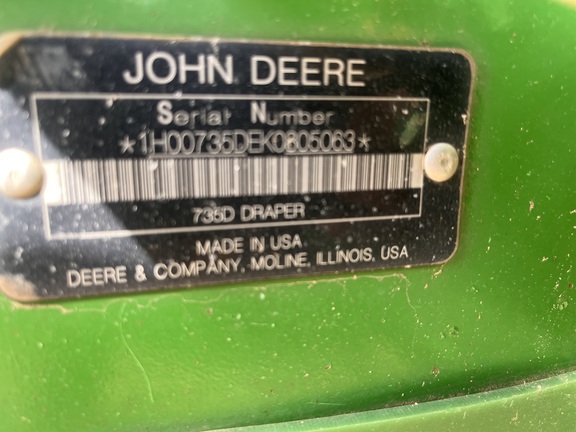 JOHN DEERE
Serial Number
*1H00735DEK0805063*
735D DRAPER
MADE IN USA
DEERE & COMPANY, MOLINE, ILLINOIS, USA